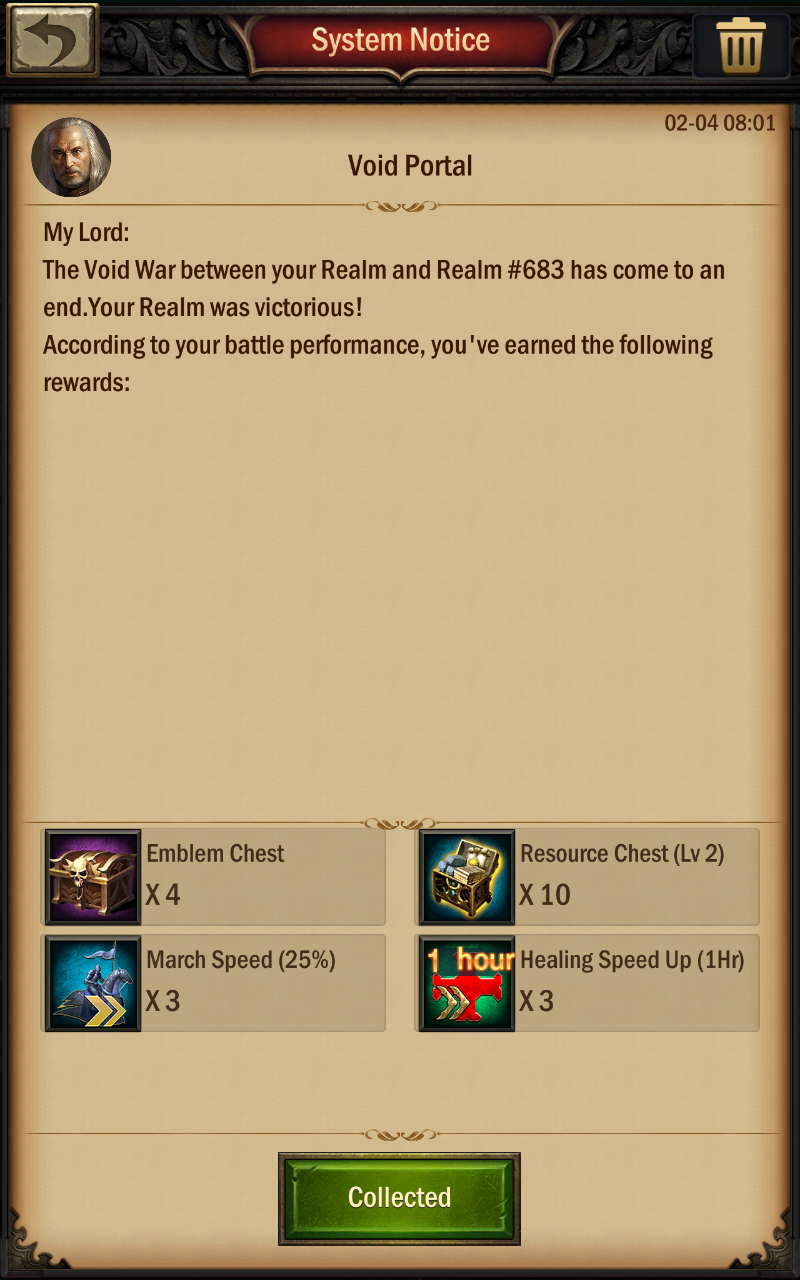 System Notice
02-04 08:01
Void Portal
My Lord:
The Void War between your Realm and Realm #683 has come to an
end.Your Realm was victorious!
According to your battle performance, you've earned the following
rewards:
Emblem Chest
X 4
Resource Chest (Lv 2)
X 10
March Speed (25%)
X 3
1 hour
Healing Speed Up (1Hr)
X 3
Collected